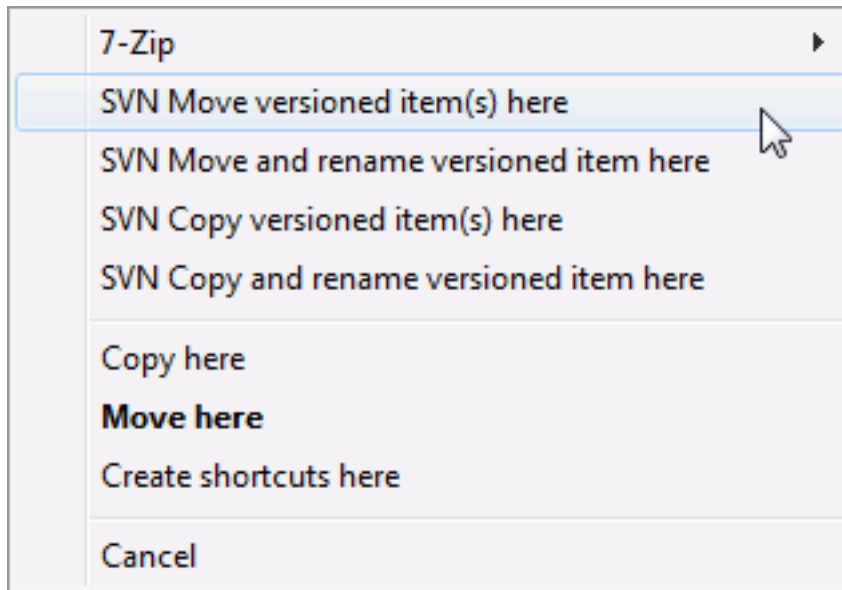 7-Zip
SVN Move versioned item(s) here
SVN Move and rename versioned item here
SVN Copy versioned item(s) here
SVN Copy and rename versioned item here
Copy here
Move here
Create shortcuts here
Cancel